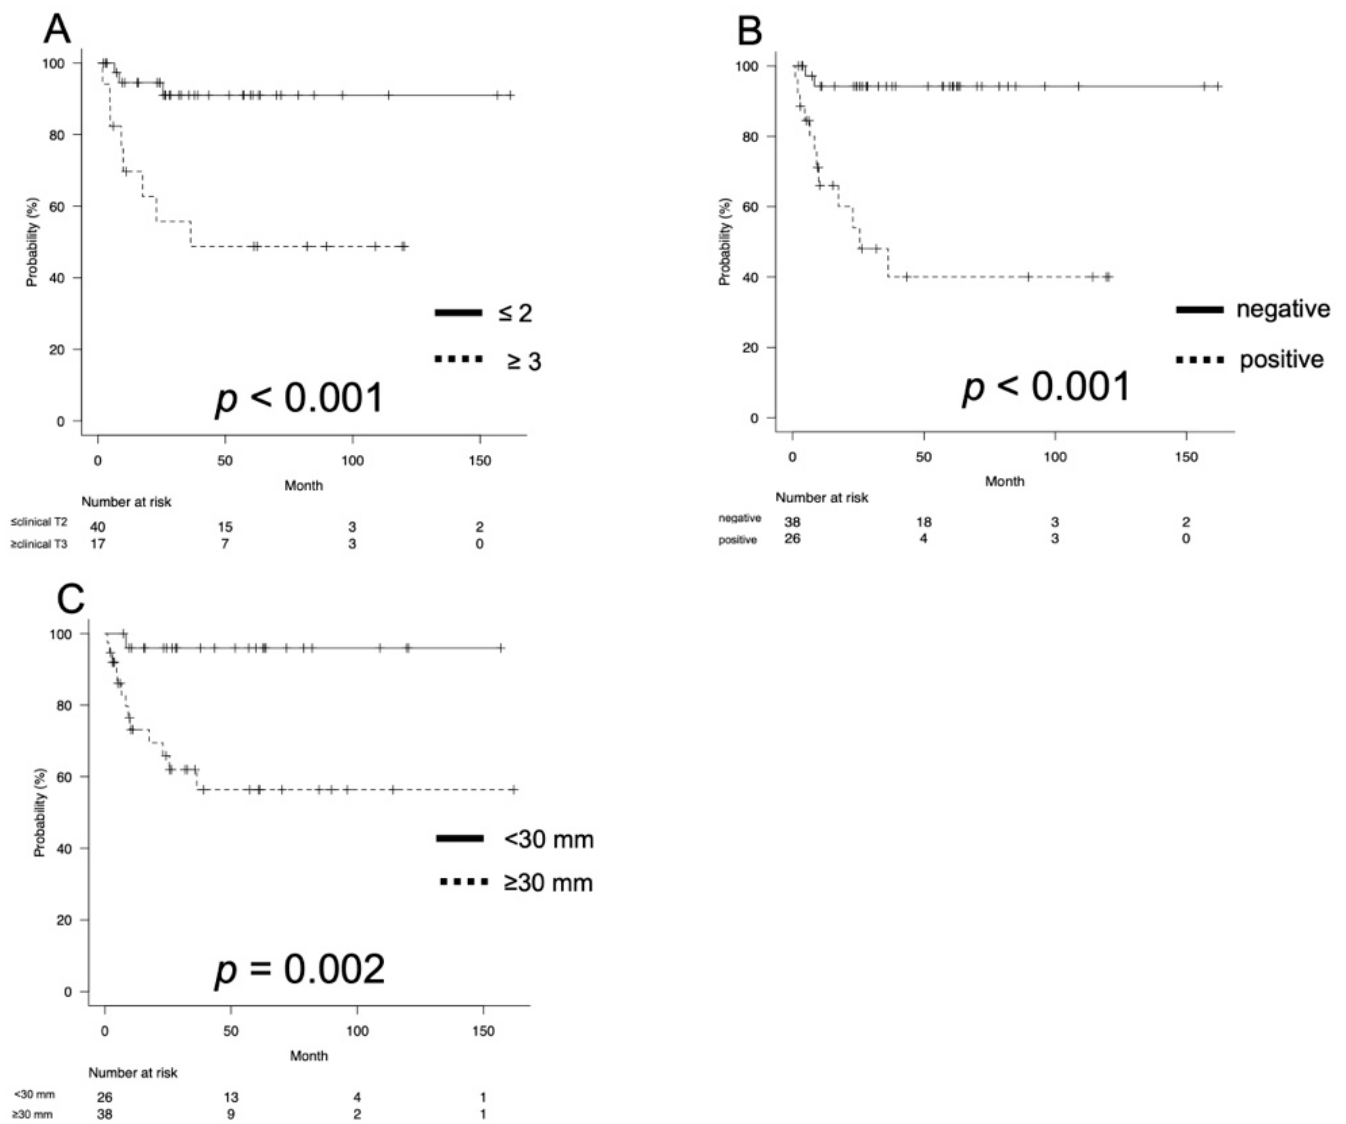 A
100
80
60
40
20
0
Probability (%)
≤ 2
≥ 3
p < 0.001
0 50 100 150
Month
Number at risk
≤clinical T2 40 15 3 2
≥clinical T3 17 7 3 0
B
100
80
60
40
20
0
Probability (%)
negative
positive
p < 0.001
0 50 100 150
Month
Number at risk
negative 38 18 3 2
positive 26 4 3 0
C
100
80
60
40
20
0
Probability (%)
<30 mm
≥30 mm
p = 0.002
0 50 100 150
Month
Number at risk
<30 mm 26 13 4 1
≥30 mm 38 9 2 1